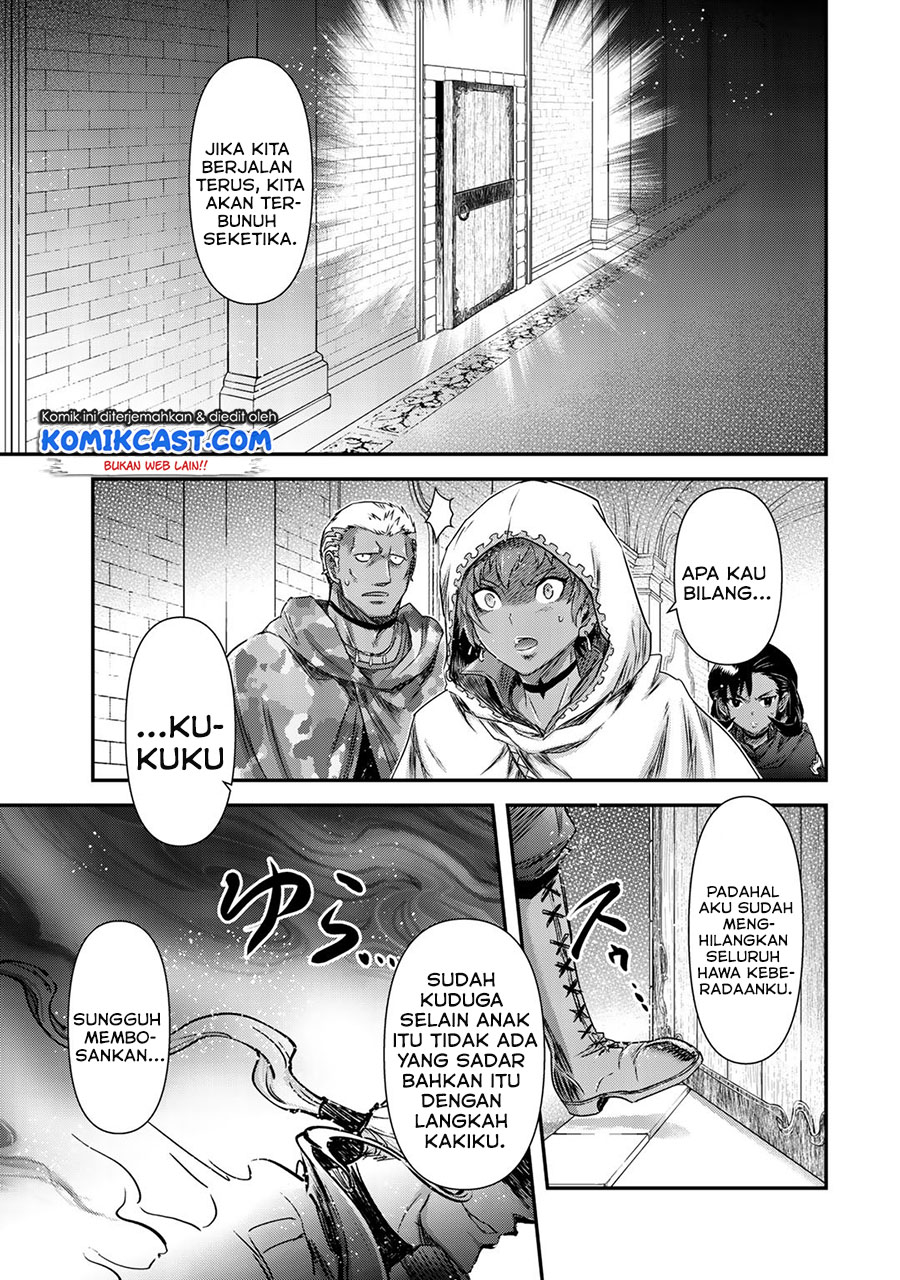 JIKA KITA
BERJALAN
TERUS, KITA
AKAN TER-
BUNUH
SEKETIKA.
Komik ini diterjemahkan & diedit oleh
KOMIKCAST.COM
BUKAN WEB LAIN!!
APA KAU
BILANG...
...KU-
KUKU
PADAHAL
AKU SUDAH
MENG-
HILANGKAN
SELURUH
HAWA KEBE-
RADAANKU.
スゥ
ゆら...
SUDAH
KUDUGA
SELAIN ANAK
ITU TIDAK ADA
YANG SADAR
BAHKAN ITU
DENGAN
LANGKAH
KAKIKU.
SUNGGUH
MEMBO-
SANKAN...